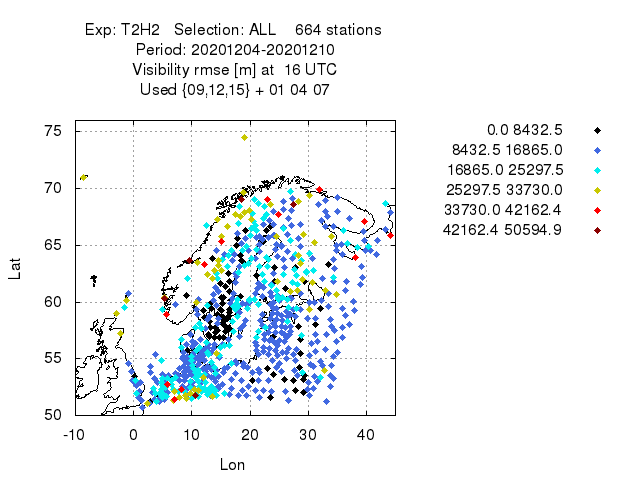 Exp: T2H2   Selection: ALL    664 stations
Period: 20201204-20201210
Visibility rmse [m] at  16 UTC
Used {09,12,15} + 01 04 07
0.0 8432.5
8432.5 16865.0
16865.0 25297.5
25297.5 33730.0
33730.0 42162.4
42162.4 50594.9
75
70
65
60
55
50
Lat
-10 0 10 20 30 40
Lon